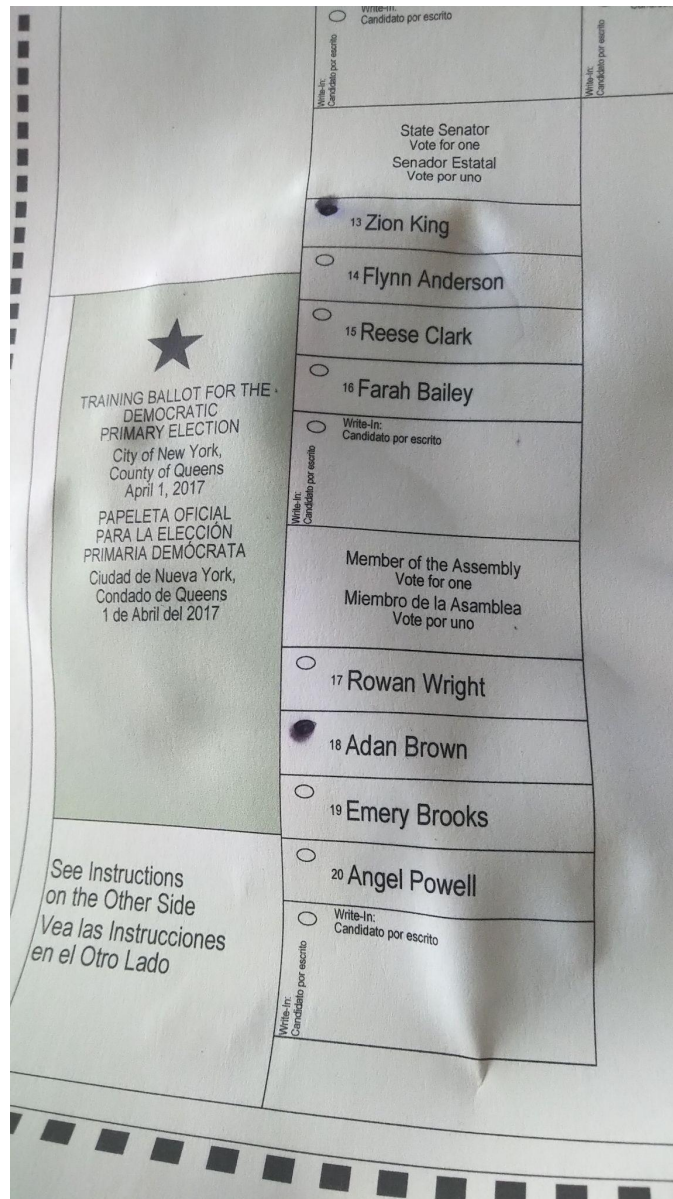 Write-In:
Candidato por escrito
Write-In:
Candidato por escrito
Write-In:
Candidato por escrito
State Senator
Vote for one
Senador Estatal
Vote por uno
13 Zion King
14 Flynn Anderson
15 Reese Clark
16 Farah Bailey
Write-In:
Candidato por escrito
Write-In:
Candidato por escrito
TRAINING BALLOT FOR THE
DEMOCRATIC
PRIMARY ELECTION
City of New York,
County of Queens
April 1, 2017
PAPELETA OFICIAL
PARA LA ELECCIÓN
PRIMARIA DEMÓCRATA
Ciudad de Nueva York,
Condado de Queens
1 de Abril del 2017
Member of the Assembly
Vote for one
Miembro de la Asamblea
Vote por uno
17 Rowan Wright
18 Adan Brown
19 Emery Brooks
20 Angel Powell
Write-In:
Candidato por escrito
Write-In:
Candidato por escrito
See Instructions
on the Other Side
Vea las Instrucciones
en el Otro Lado